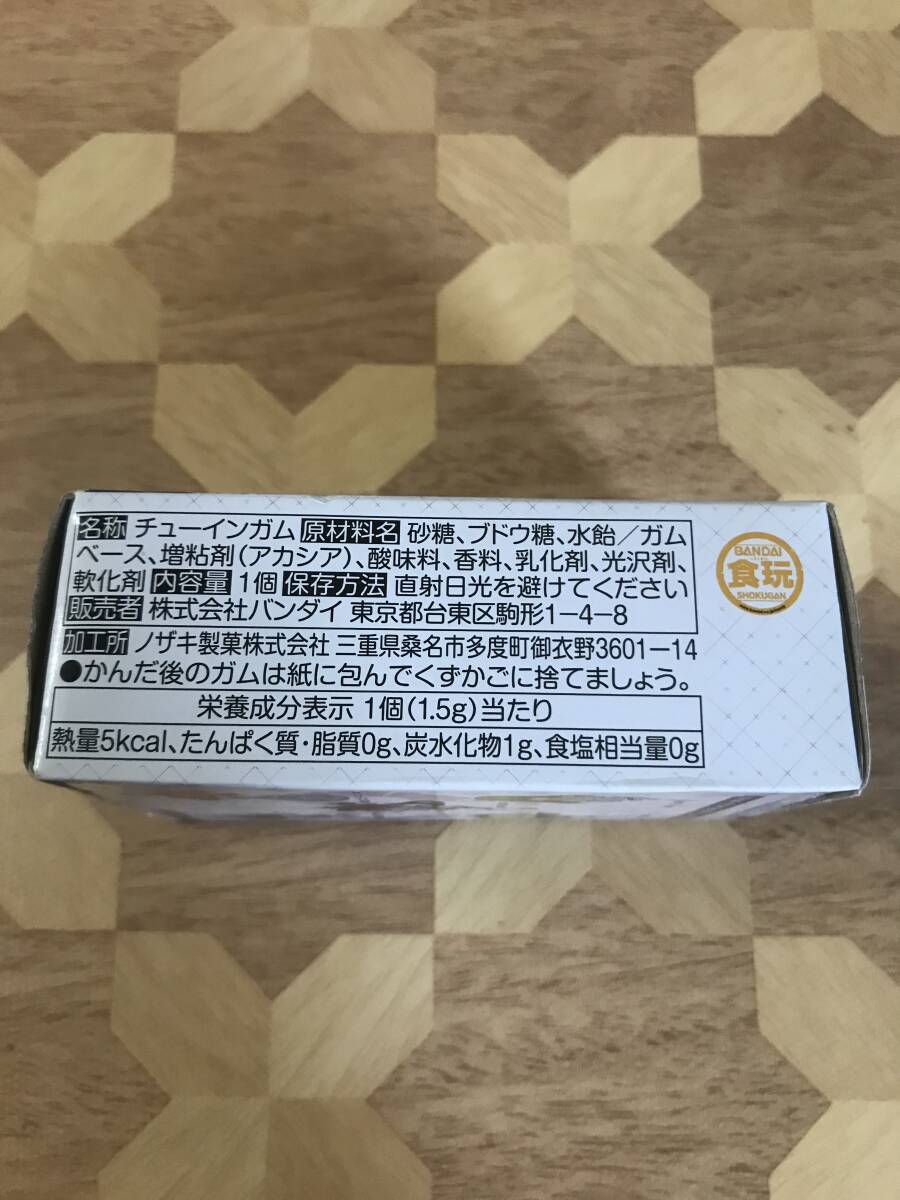 名称 チューインガム 原材料名 砂糖、ブドウ糖、水飴／ガム
ベース、増粘剤(アカシア)、酸味料、香料、乳化剤、光沢剤、
軟化剤 内容量 1個 保存方法 直射日光を避けてください
販売者 株式会社バンダイ 東京都台東区駒形1-4-8
加工所 ノザキ製菓株式会社 三重県桑名市多度町御衣野3601-14
●かんだ後のガムは紙に包んでくずかごに捨てましょう。
栄養成分表示 1個(1.5g)当たり
熱量5kcal、たんぱく質・脂質0g、炭水化物1g、食塩相当量0g
BANDAI
食玩
SHOKUGAN